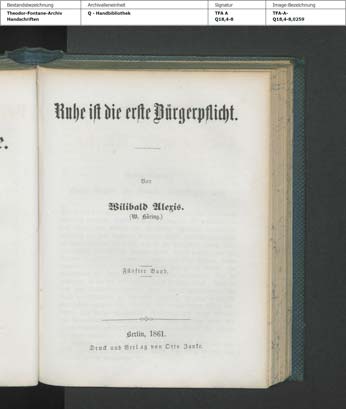 Bestandsbezeichnung Archivalieneinheit Signatur Image-Bezeichnung
Theodor-Fontane-Archiv Q - Handbibliothek TFA A TFA-A-
Handschriften Q18,4-8 Q18,4-8,0259
e.
Ruhe ist die erste Bürgerpflicht.
Von
Wilibald Alexis.
(W. Häring.)
Fünfter Band.
Berlin, 1861.
Druck und Verlag von Otto Janke.